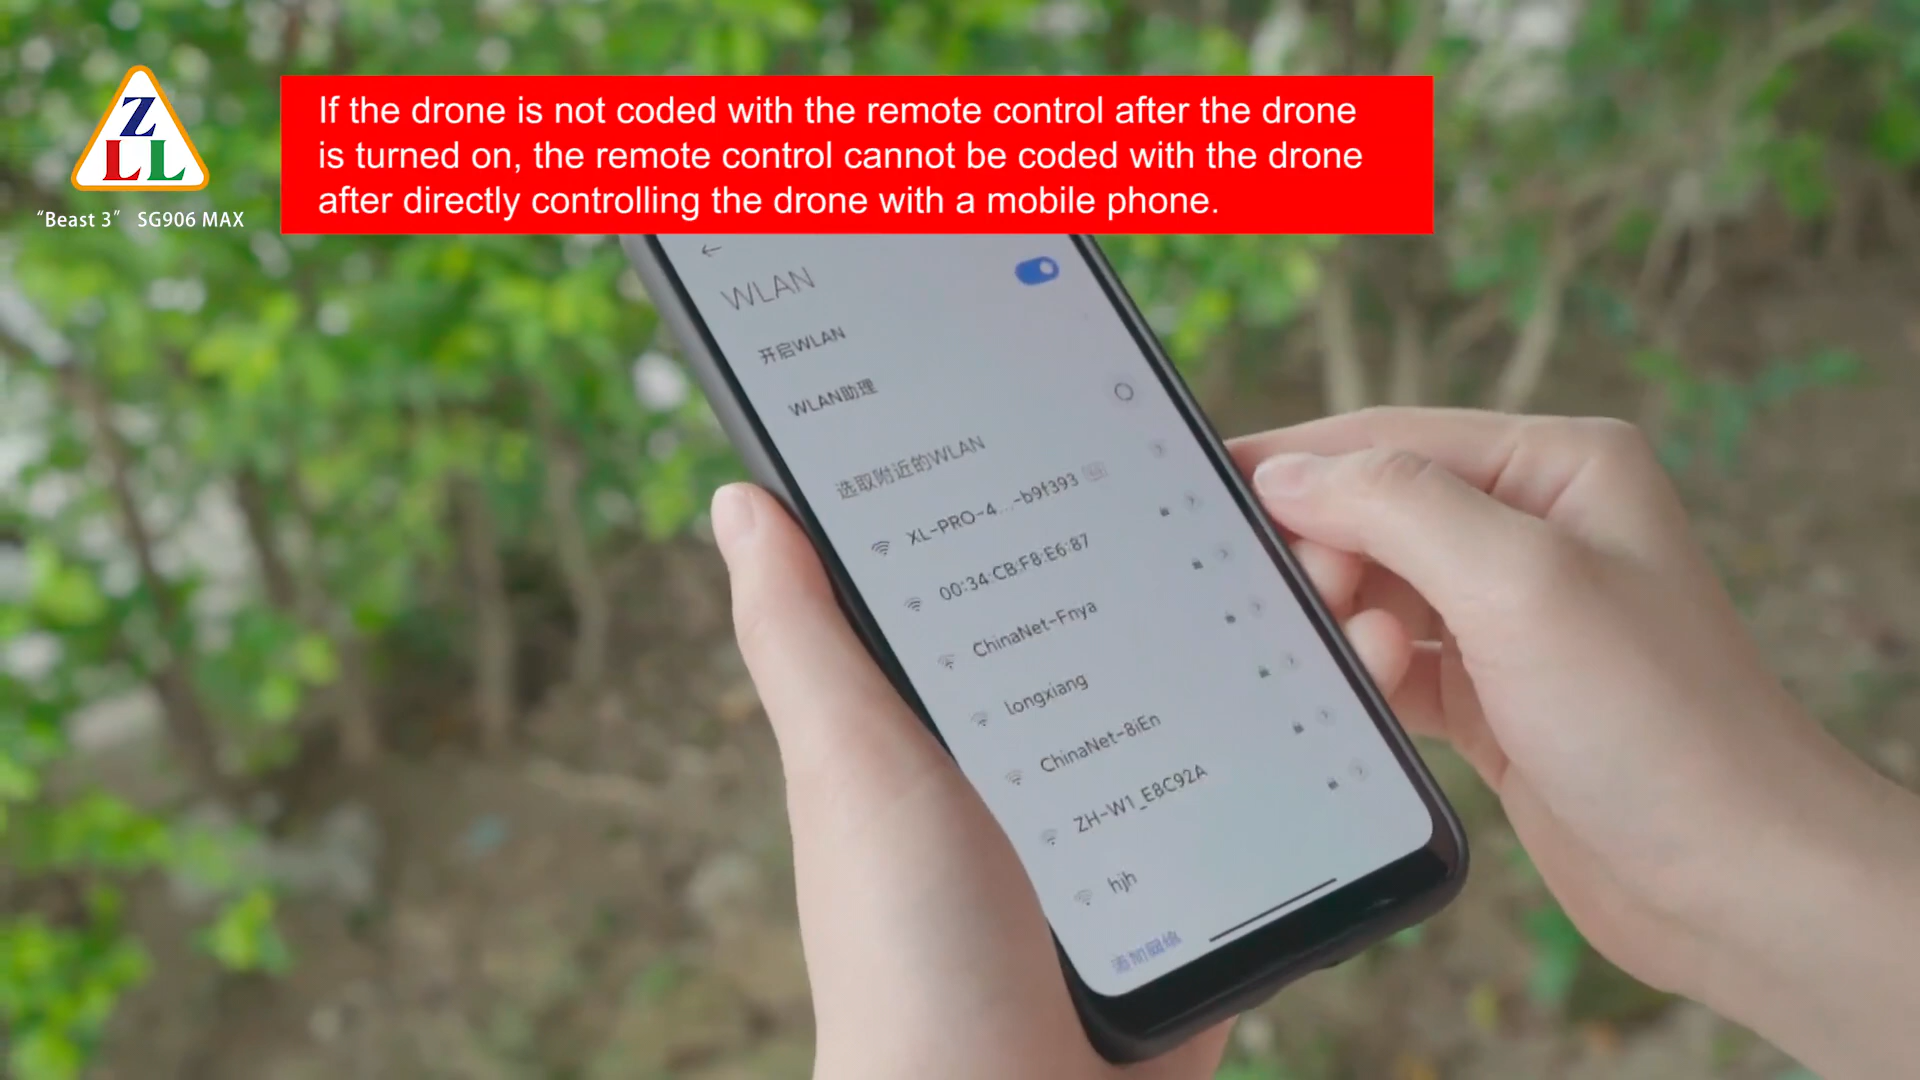 Z
LL
“Beast 3” SG906 MAX
If the drone is not coded with the remote control after the drone
is turned on, the remote control cannot be coded with the drone
after directly controlling the drone with a mobile phone.
WLAN
开启WLAN
WLAN助理
选取附近的WLAN
XL-PRO-4...-b9f393
00:34:CB:F8:E6:87
ChinaNet-Fnya
longxiang
ChinaNet-8iEn
ZH-W1_E8C92A
hjh
添加网络